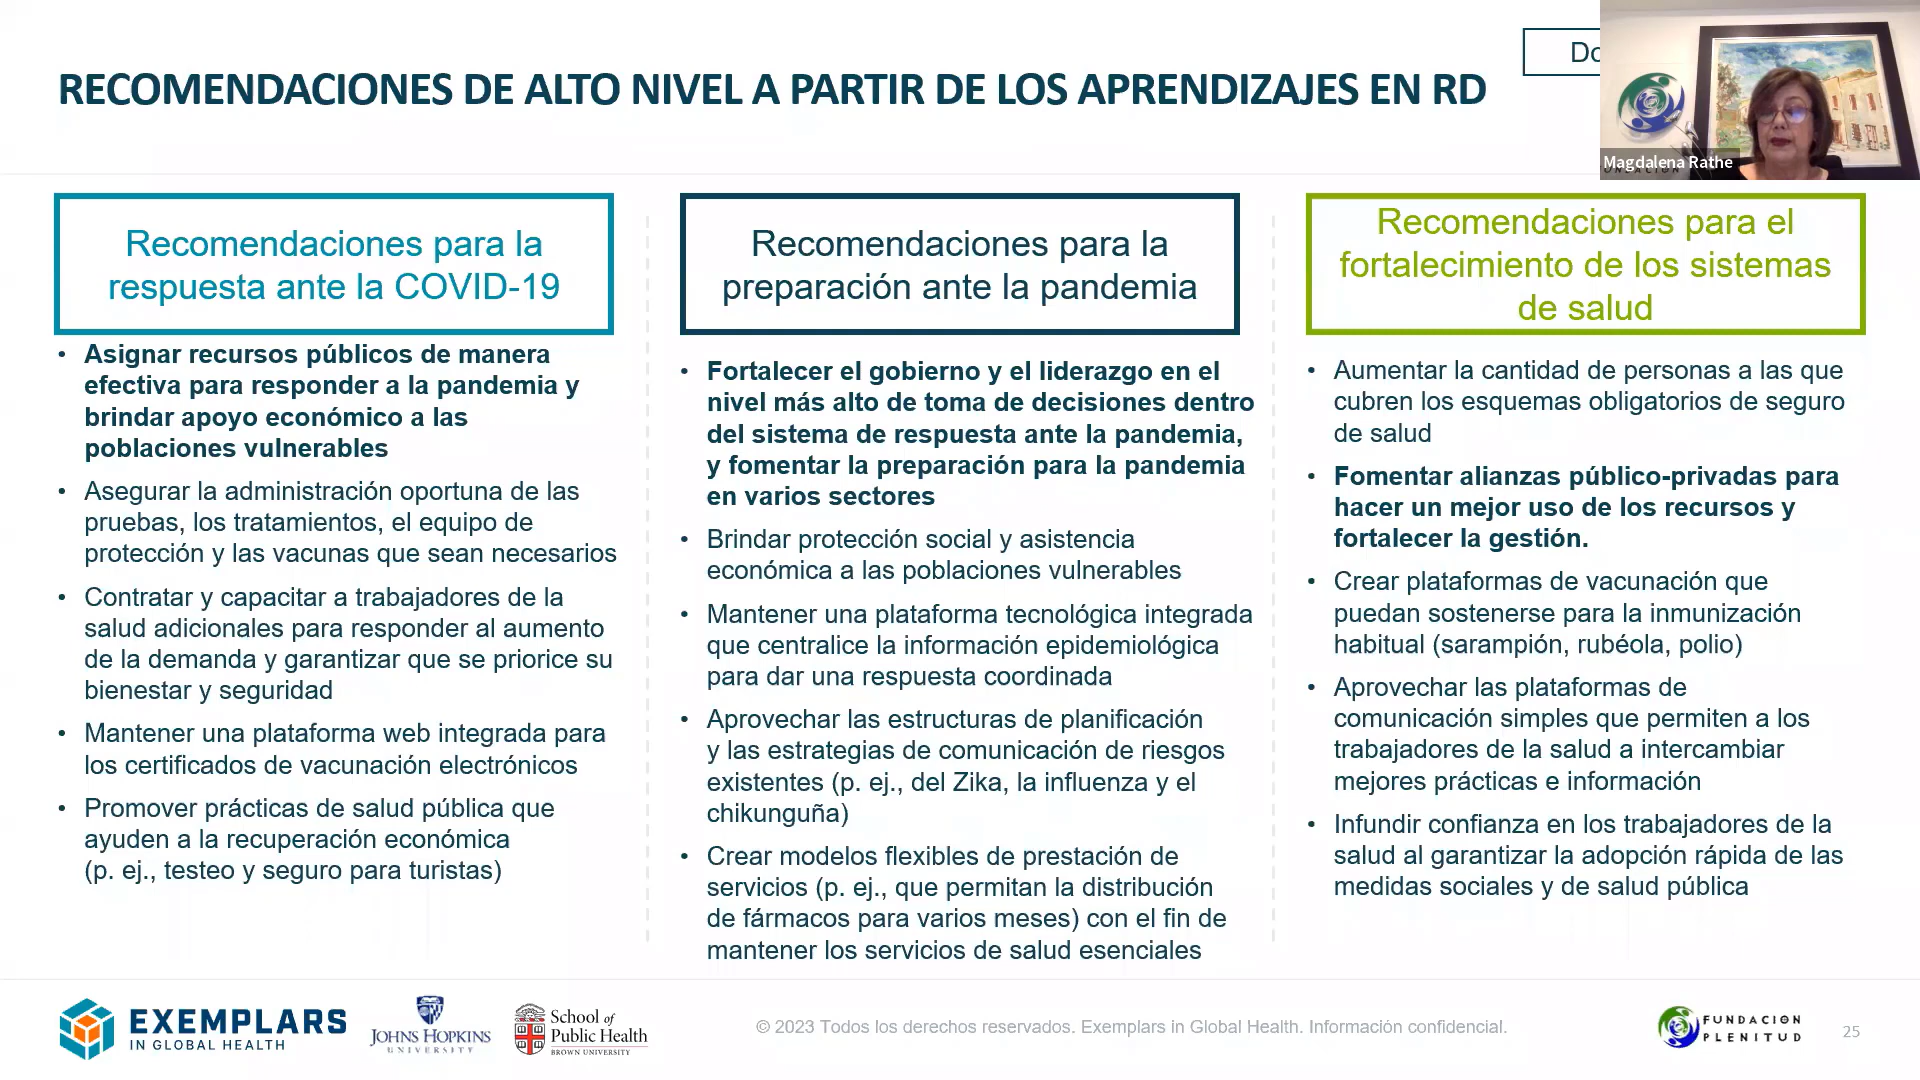 RECOMENDACIONES DE ALTO NIVEL A PARTIR DE LOS APRENDIZAJES EN RD
Magdalena Rathe
Recomendaciones para la
respuesta ante la COVID-19
• Asignar recursos públicos de manera
efectiva para responder a la pandemia y
brindar apoyo económico a las
poblaciones vulnerables
• Asegurar la administración oportuna de las
pruebas, los tratamientos, el equipo de
protección y las vacunas que sean necesarios
• Contratar y capacitar a trabajadores de la
salud adicionales para responder al aumento
de la demanda y garantizar que se priorice su
bienestar y seguridad
• Mantener una plataforma web integrada para
los certificados de vacunación electrónicos
• Promover prácticas de salud pública que
ayuden a la recuperación económica
(p. ej., testeo y seguro para turistas)
Recomendaciones para la
preparación ante la pandemia
• Fortalecer el gobierno y el liderazgo en el
nivel más alto de toma de decisiones dentro
del sistema de respuesta ante la pandemia,
y fomentar la preparación para la pandemia
en varios sectores
• Brindar protección social y asistencia
económica a las poblaciones vulnerables
• Mantener una plataforma tecnológica integrada
que centralice la información epidemiológica
para dar una respuesta coordinada
• Aprovechar las estructuras de planificación
y las estrategias de comunicación de riesgos
existentes (p. ej., del Zika, la influenza y el
chikunguña)
• Crear modelos flexibles de prestación de
servicios (p. ej., que permitan la distribución
de fármacos para varios meses) con el fin de
mantener los servicios de salud esenciales
Recomendaciones para el
fortalecimiento de los sistemas
de salud
• Aumentar la cantidad de personas a las que
cubren los esquemas obligatorios de seguro
de salud
• Fomentar alianzas público-privadas para
hacer un mejor uso de los recursos y
fortalecer la gestión.
• Crear plataformas de vacunación que
puedan sostenerse para la inmunización
habitual (sarampión, rubéola, polio)
• Aprovechar las plataformas de
comunicación simples que permiten a los
trabajadores de la salud a intercambiar
mejores prácticas e información
• Infundir confianza en los trabajadores de la
salud al garantizar la adopción rápida de las
medidas sociales y de salud pública
EXEMPLARS
IN GLOBAL HEALTH
JOHNS HOPKINS
UNIVERSITY
School of
Public Health
BROWN UNIVERSITY
© 2023 Todos los derechos reservados. Exemplars in Global Health. Información confidencial.
FUNDACIÓN
PLENITUD
25